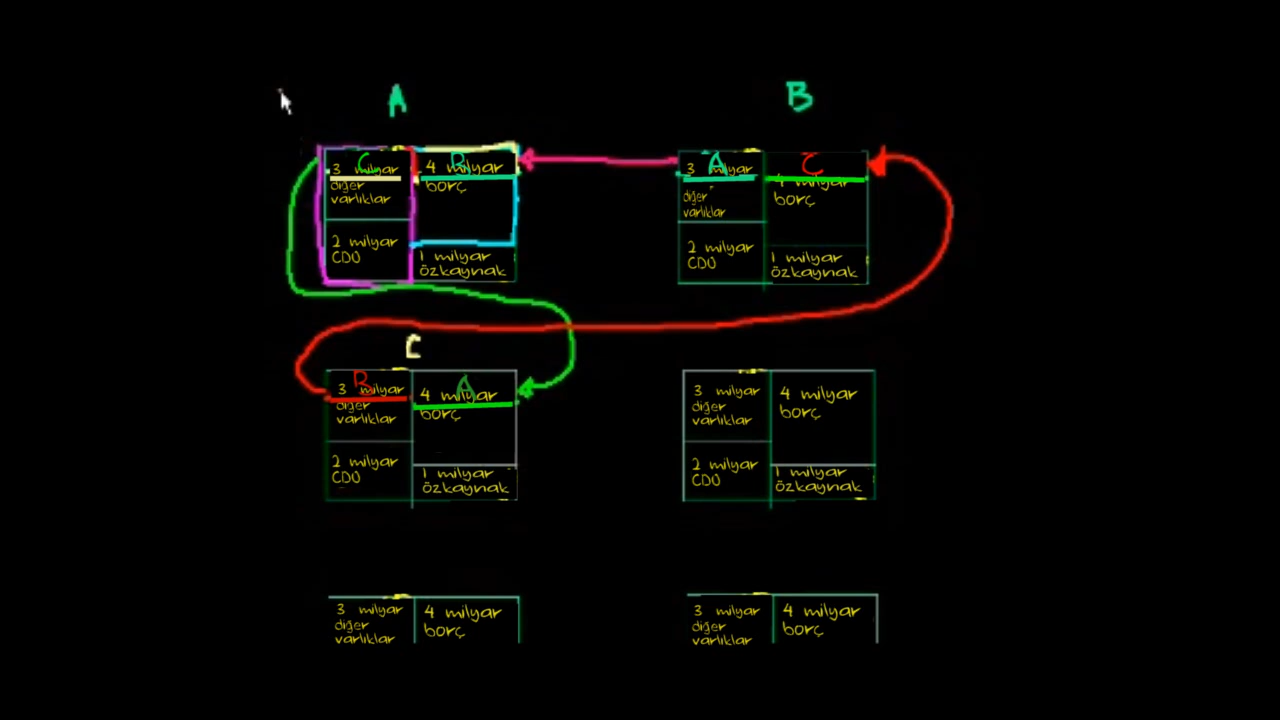 A
B
C
3 milyar
diğer
varlıklar
2 milyar
CDO
B
4 milyar
borç
1 milyar
özkaynak
A
3 milyar
diğer
varlıklar
2 milyar
CDO
C
4 milyar
borç
1 milyar
özkaynak
C
B
3 milyar
diğer
varlıklar
2 milyar
CDO
A
4 milyar
borç
1 milyar
özkaynak
3 milyar
diğer
varlıklar
2 milyar
CDO
4 milyar
borç
1 milyar
özkaynak
3 milyar
diğer
varlıklar
4 milyar
borç
3 milyar
diğer
varlıklar
4 milyar
borç